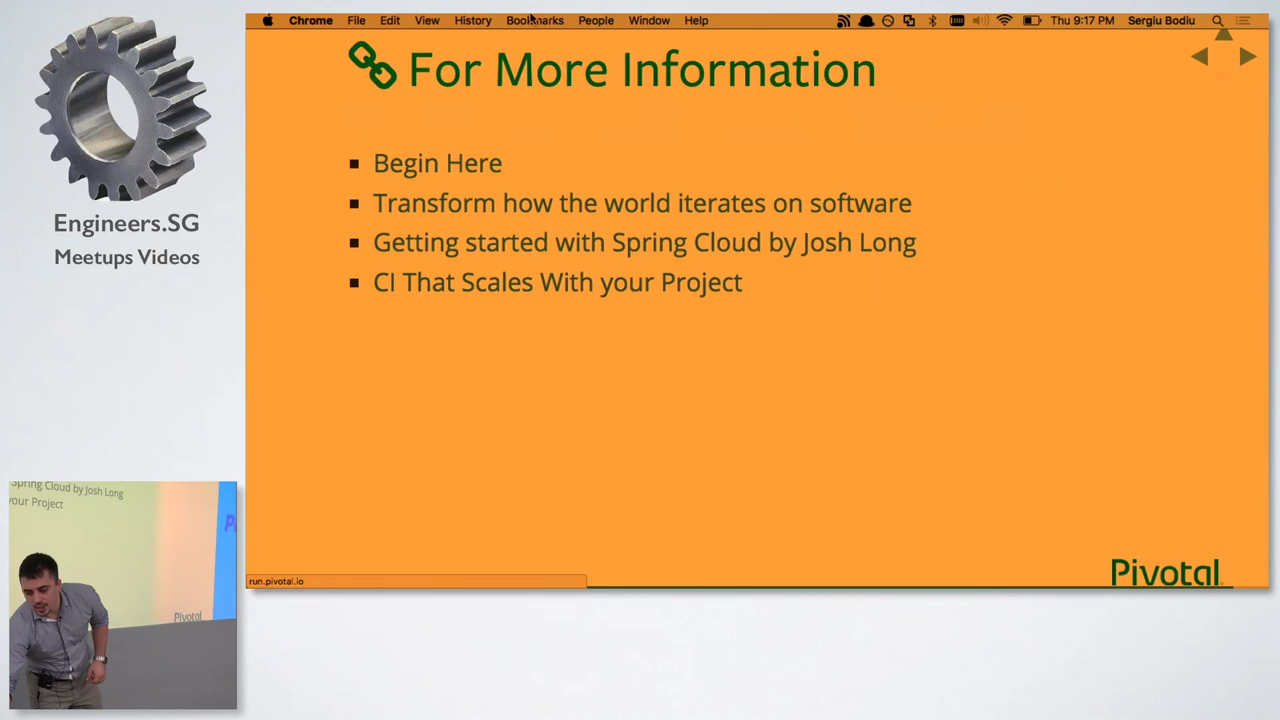 Chrome File Edit View History Bookmarks People Window Help Thu 9:17 PM Sergiu Bodiu
For More Information
Begin Here
Transform how the world iterates on software
Getting started with Spring Cloud by Josh Long
CI That Scales With your Project
Pivotal
run.pivotal.io
Engineers.SG
Meetups Videos
Spring Cloud by Josh Long
your Project
Pivotal